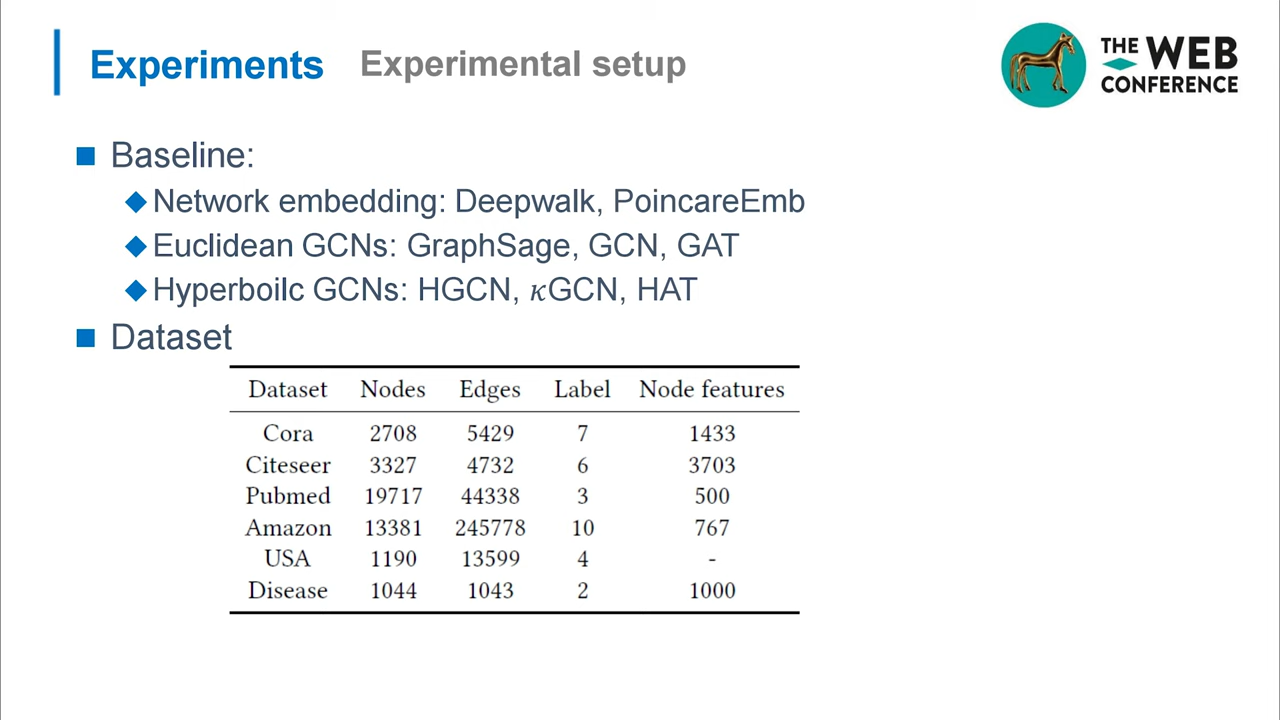 Experiments Experimental setup
THE WEB
CONFERENCE
Baseline:
Network embedding: Deepwalk, PoincareEmb
Euclidean GCNs: GraphSage, GCN, GAT
Hyperboilc GCNs: HGCN, κGCN, HAT
Dataset
Dataset Nodes Edges Label Node features
Cora 2708 5429 7 1433
Citeseer 3327 4732 6 3703
Pubmed 19717 44338 3 500
Amazon 13381 245778 10 767
USA 1190 13599 4 -
Disease 1044 1043 2 1000